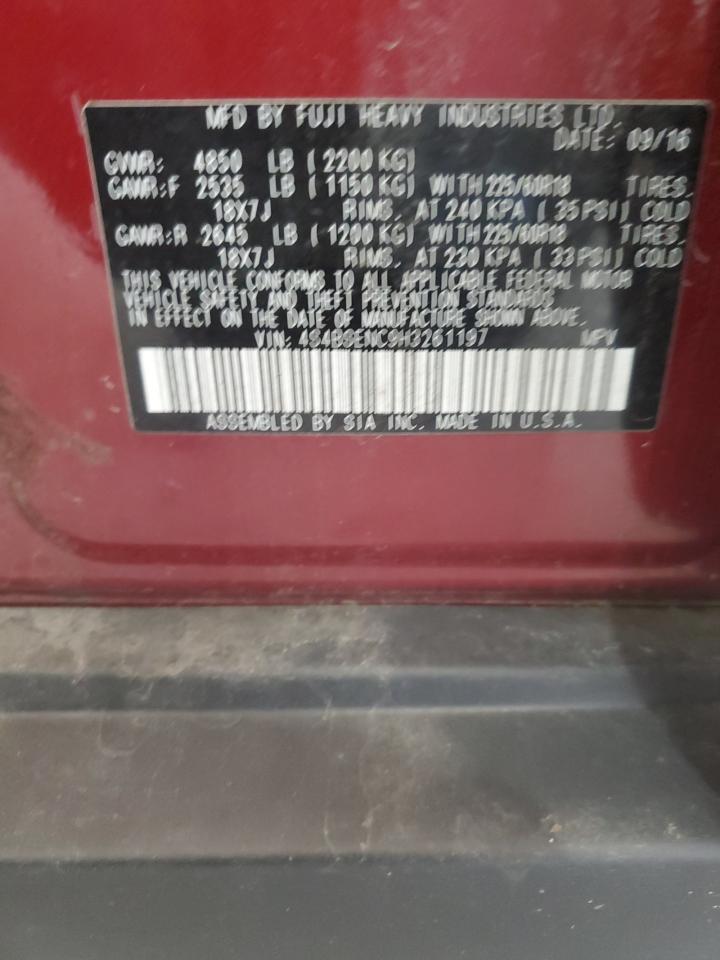 MFD BY FUJI HEAVY INDUSTRIES LTD.
DATE: 09/16
GVWR: 4850 LB (2200 KG)
GAWR:F 2535 LB (1150 KG) WITH 225/60R18 TIRES.
18X7J RIMS. AT 240 KPA (35 PSI) COLD
GAWR:R 2645 LB (1200 KG) WITH 225/60R18 TIRES.
18X7J RIMS. AT 230 KPA (33 PSI) COLD
THIS VEHICLE CONFORMS TO ALL APPLICABLE FEDERAL MOTOR
VEHICLE SAFETY AND THEFT PREVENTION STANDARDS
IN EFFECT ON THE DATE OF MANUFACTURE SHOWN ABOVE.
VIN: 4S4BSENC9H3261197 MPV
ASSEMBLED BY SIA INC. MADE IN U.S.A.